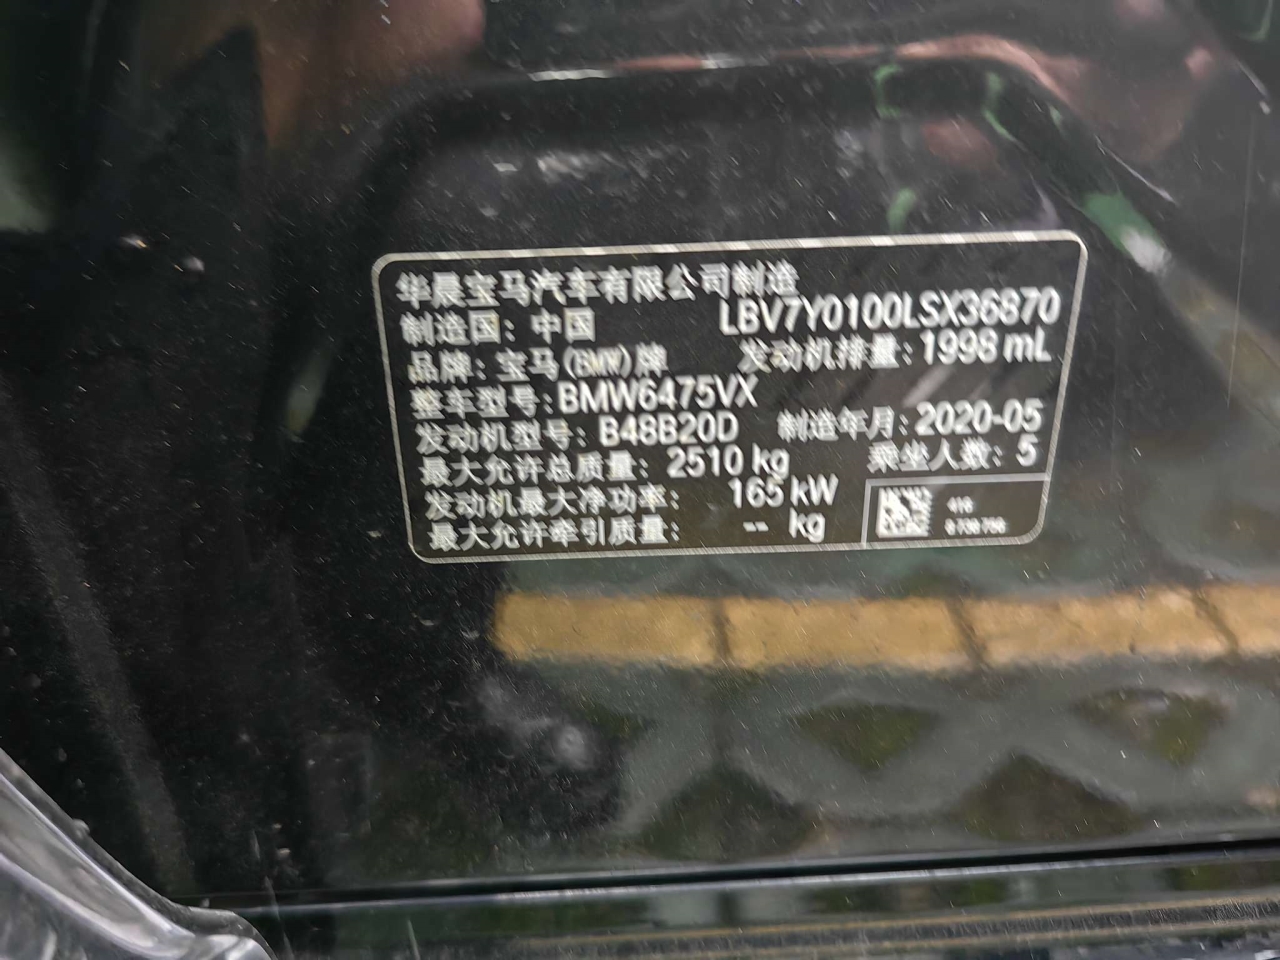 华晨宝马汽车有限公司制造
制造国：中国 LBV7Y0100LSX36870
品牌：宝马(BMW)牌 发动机排量：1998 mL
整车型号：BMW6475VX
发动机型号：B48B20D 制造年月：2020-05
最大允许总质量：2510 kg 乘坐人数：5
发动机最大净功率：165 kW
最大允许牵引质量：-- kg
416